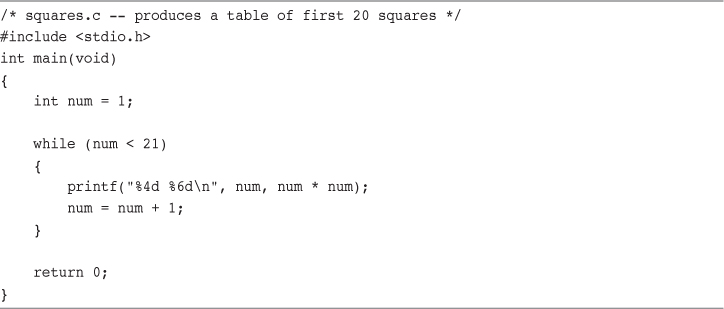 /* squares.c -- produces a table of first 20 squares */
#include <stdio.h>
int main(void)
{
    int num = 1;

    while (num < 21)
    {
        printf("%4d %6d\n", num, num * num);
        num = num + 1;
    }

    return 0;
}